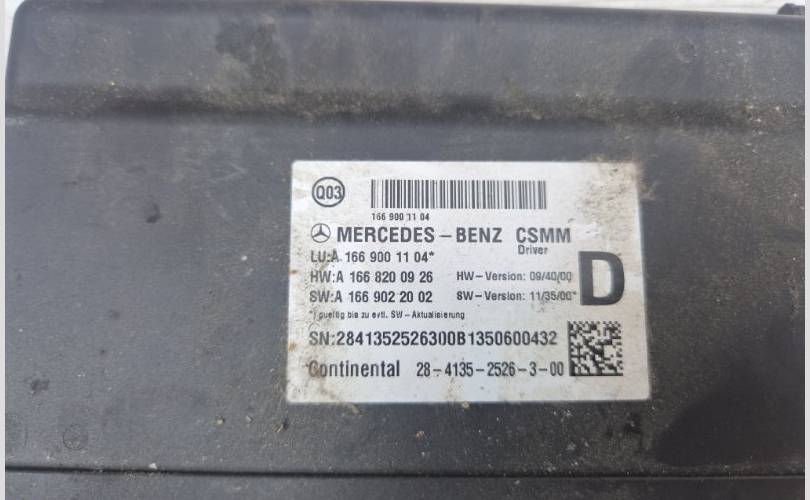 Q03
166 900 11 04
MERCEDES - BENZ CSMM
Driver
LU:A 166 900 11 04*
HW:A 166 820 09 26 HW-Version: 09/40/00
D
SW:A 166 902 20 02 SW-Version: 11/35/00*
*) gueltig bis zu evtl. SW-Aktualisierung
SN:2841352526300B1350600432
Continental 28-4135-2526-3-00